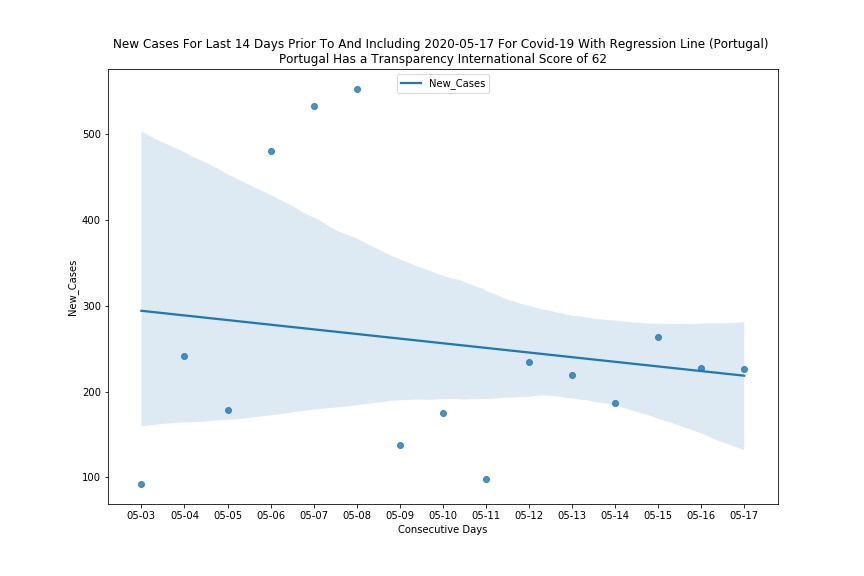 New Cases For Last 14 Days Prior To And Including 2020-05-17 For Covid-19 With Regression Line (Portugal)
Portugal Has a Transparency International Score of 62
New_Cases
500
400
300
200
100
New_Cases
05-03 05-04 05-05 05-06 05-07 05-08 05-09 05-10 05-11 05-12 05-13 05-14 05-15 05-16 05-17
Consecutive Days